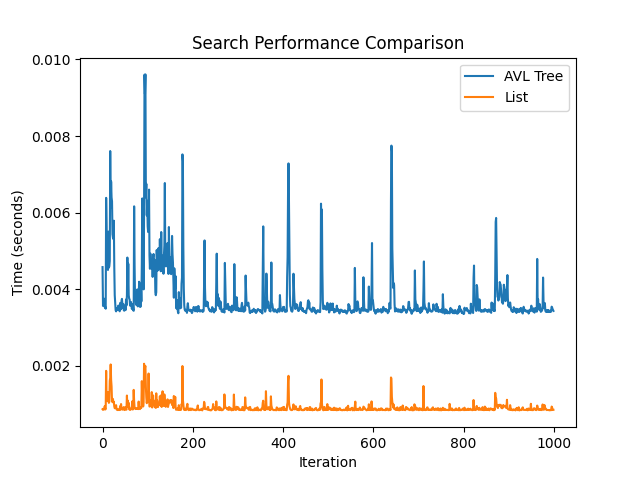 Search Performance Comparison
AVL Tree
List
0.010
0.008
0.006
0.004
0.002
Time (seconds)
0 200 400 600 800 1000
Iteration